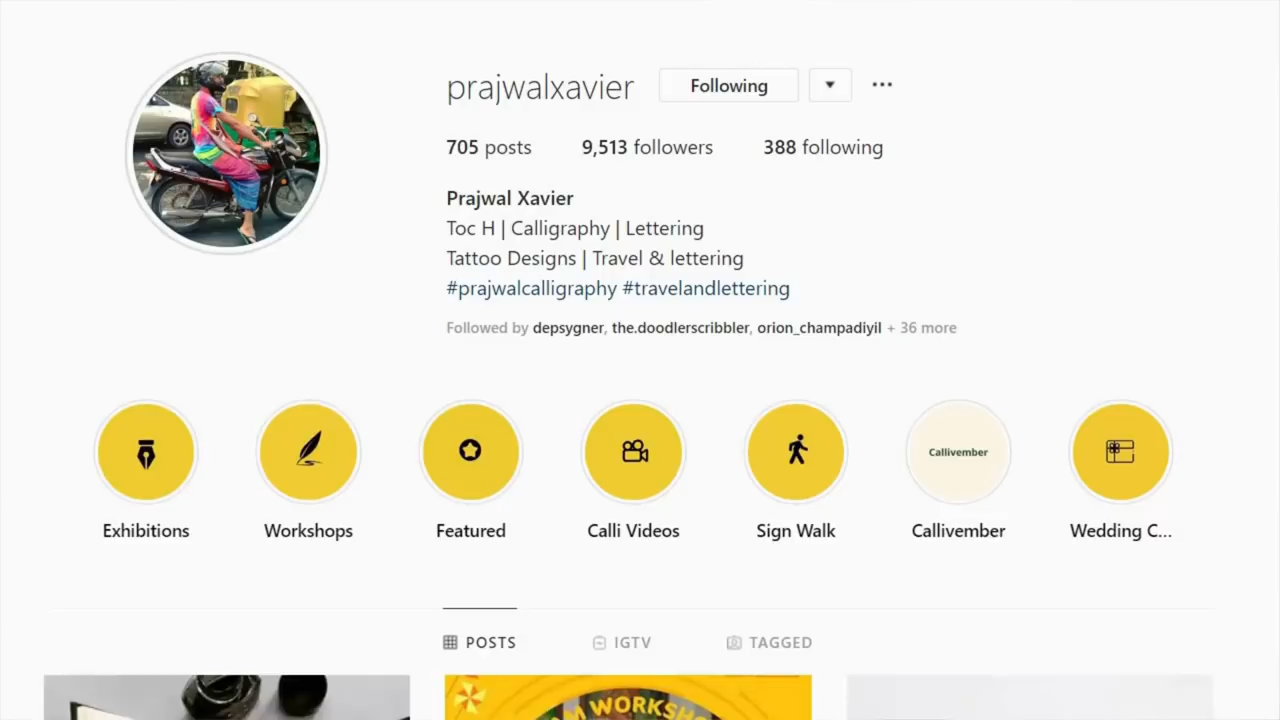 prajwalxavier Following
705 posts 9,513 followers 388 following
Prajwal Xavier
Toc H | Calligraphy | Lettering
Tattoo Designs | Travel & lettering
#prajwalcalligraphy #travelandlettering
Followed by depsygner, the.doodlerscribbler, orion_champadiyil + 36 more
Callivember
Exhibitions Workshops Featured Calli Videos Sign Walk Callivember Wedding C...
POSTS IGTV TAGGED